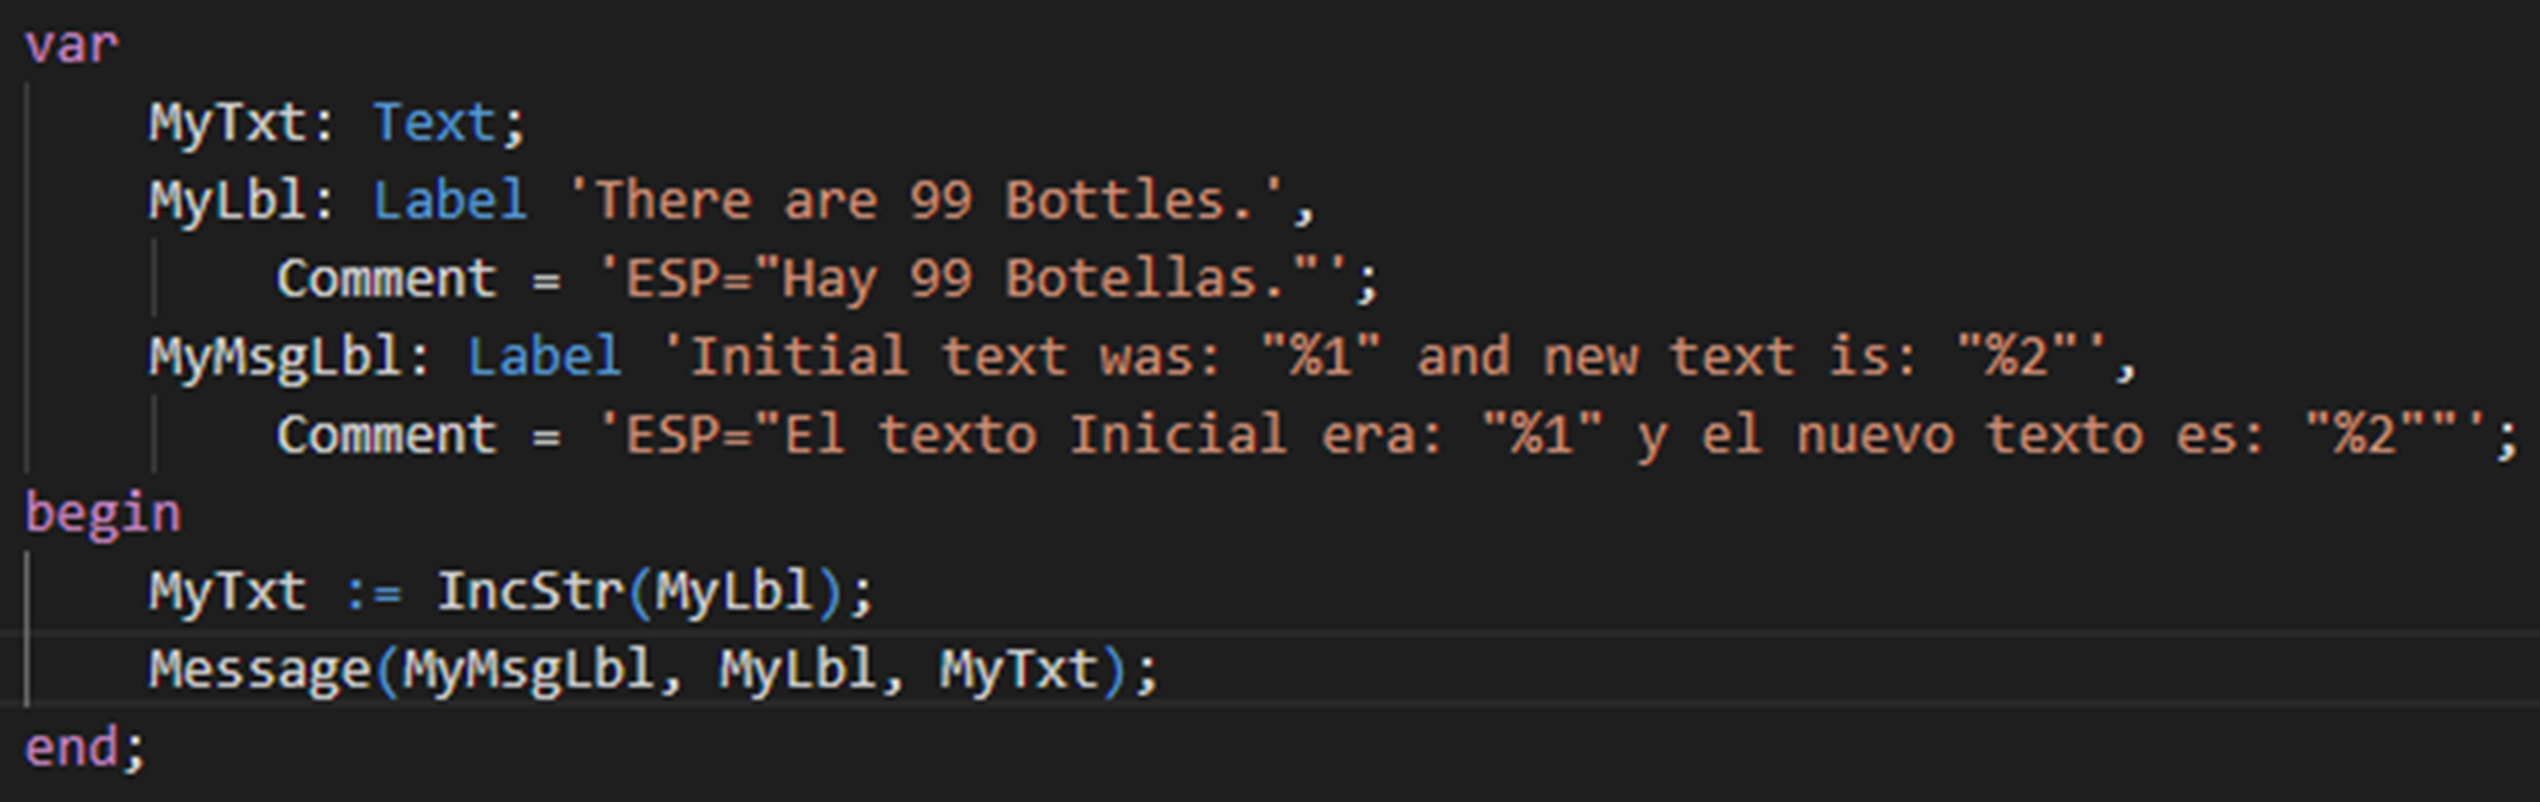 var
MyTxt: Text;
MyLbl: Label 'There are 99 Bottles.',
Comment = 'ESP="Hay 99 Botellas."';
MyMsgLbl: Label 'Initial text was: "%1" and new text is: "%2"',
Comment = 'ESP="El texto Inicial era: "%1" y el nuevo texto es: "%2""';
begin
MyTxt := IncStr(MyLbl);
Message(MyMsgLbl, MyLbl, MyTxt);
end;